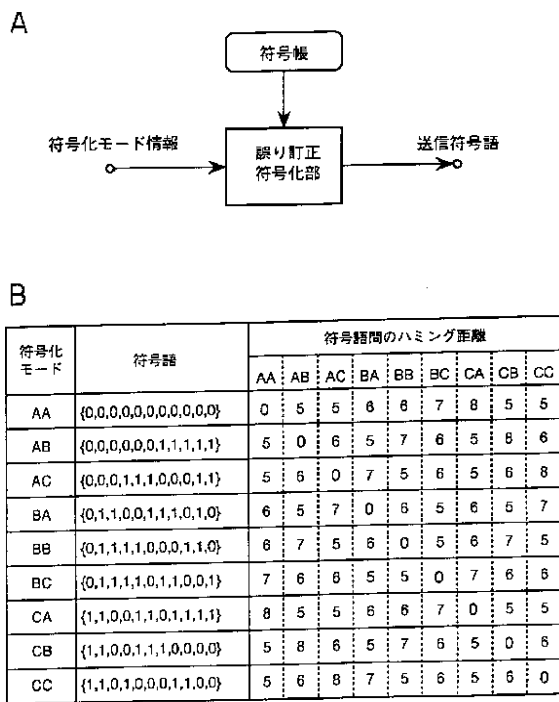 A
符号帳
符号化モード情報
誤り訂正
符号化部
送信符号語
B
符号化
モード
符号語
符号語間のハミング距離
AA AB AC BA BB BC CA CB CC
AA {0,0,0,0,0,0,0,0,0,0,0} 0 5 5 6 6 7 8 5 5
AB {0,0,0,0,0,0,1,1,1,1,1} 5 0 6 5 7 6 5 8 6
AC {0,0,0,1,1,1,0,0,0,1,1} 5 6 0 7 5 6 5 6 8
BA {0,1,1,0,0,1,1,1,0,1,0} 6 5 7 0 6 5 6 5 7
BB {0,1,1,1,1,0,0,0,1,1,0} 6 7 5 6 0 5 6 7 5
BC {0,1,1,1,1,0,1,1,0,0,1} 7 6 6 5 5 0 7 6 6
CA {1,1,0,0,1,1,0,1,1,1,1} 8 5 5 6 6 7 0 5 5
CB {1,1,0,0,1,1,1,0,0,0,0} 5 8 6 5 7 6 5 0 6
CC {1,1,0,1,0,0,0,1,1,0,0} 5 6 8 7 5 6 5 6 0